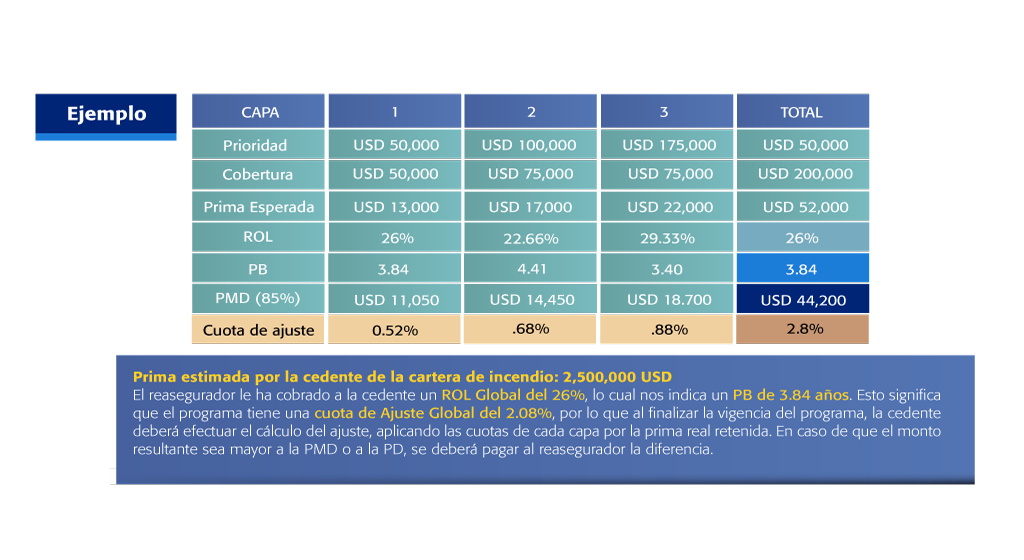 Ejemplo
CAPA 1 2 3 TOTAL
Prioridad USD 50,000 USD 100,000 USD 175,000 USD 50,000
Cobertura USD 50,000 USD 75,000 USD 75,000 USD 200,000
Prima Esperada USD 13,000 USD 17,000 USD 22,000 USD 52,000
ROL 26% 22.66% 29.33% 26%
PB 3.84 4.41 3.40 3.84
PMD (85%) USD 11,050 USD 14,450 USD 18.700 USD 44,200
Cuota de ajuste 0.52% .68% .88% 2.8%
Prima estimada por la cedente de la cartera de incendio: 2,500,000 USD
El reasegurador le ha cobrado a la cedente un ROL Global del 26%, lo cual nos indica un PB de 3.84 años. Esto significa
que el programa tiene una cuota de Ajuste Global del 2.08%, por lo que al finalizar la vigencia del programa, la cedente
deberá efectuar el cálculo del ajuste, aplicando las cuotas de cada capa por la prima real retenida. En caso de que el monto
resultante sea mayor a la PMD o a la PD, se deberá pagar al reasegurador la diferencia.